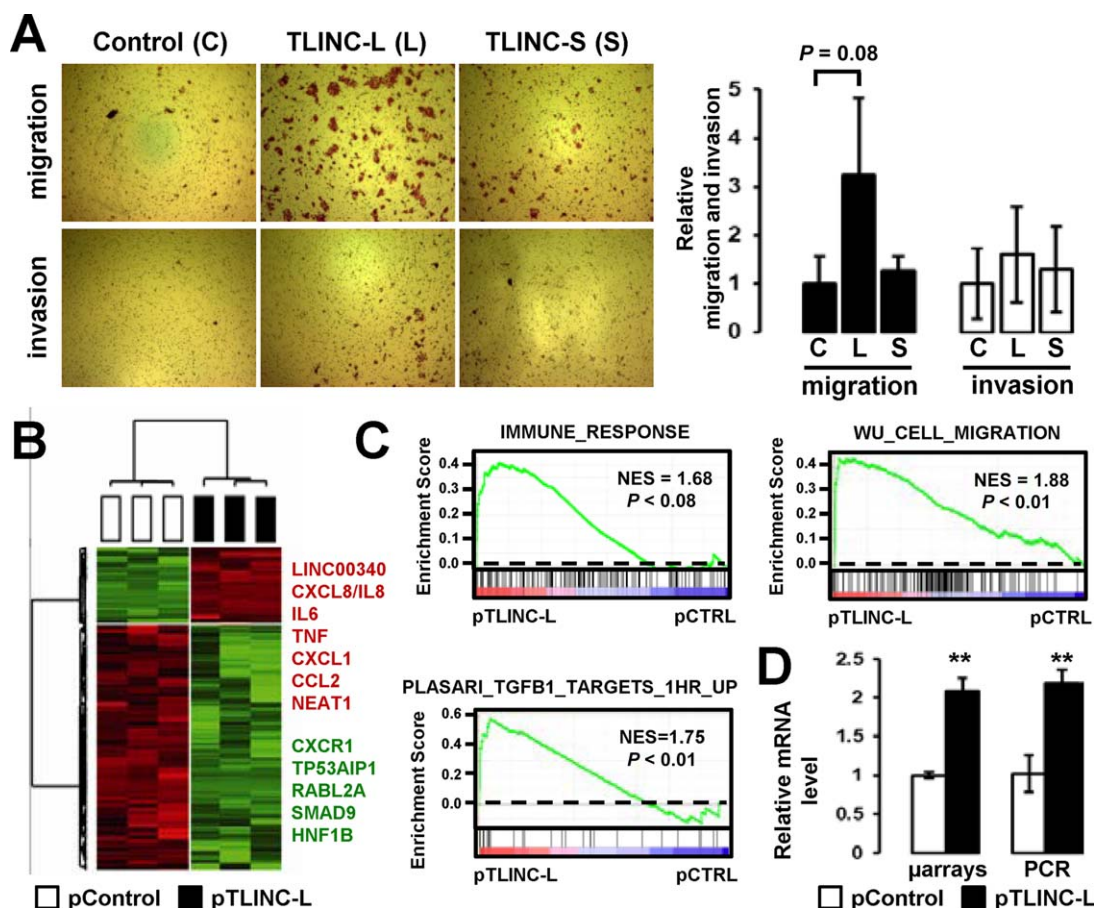 A
Control (C) TLINC-L (L) TLINC-S (S)
migration
invasion
P = 0.08
Relative
migration and invasion
5
4
3
2
1
0
C L S C L S
migration invasion
B
LINC00340
CXCL8/IL8
IL6
TNF
CXCL1
CCL2
NEAT1
CXCR1
TP53AIP1
RABL2A
SMAD9
HNF1B
pControl pTLINC-L
C
IMMUNE_RESPONSE
Enrichment Score
0.4
0.3
0.2
0.1
0.0
NES = 1.68
P < 0.08
pTLINC-L pCTRL
WU_CELL_MIGRATION
Enrichment Score
0.4
0.3
0.2
0.1
0.0
NES = 1.88
P < 0.01
pTLINC-L pCTRL
PLASARI_TGFB1_TARGETS_1HR_UP
Enrichment Score
0.6
0.4
0.2
0.0
NES=1.75
P < 0.01
pTLINC-L pCTRL
D
Relative mRNA
level
2.5
2
1.5
1
0.5
0
** **
µarrays PCR
pControl pTLINC-L